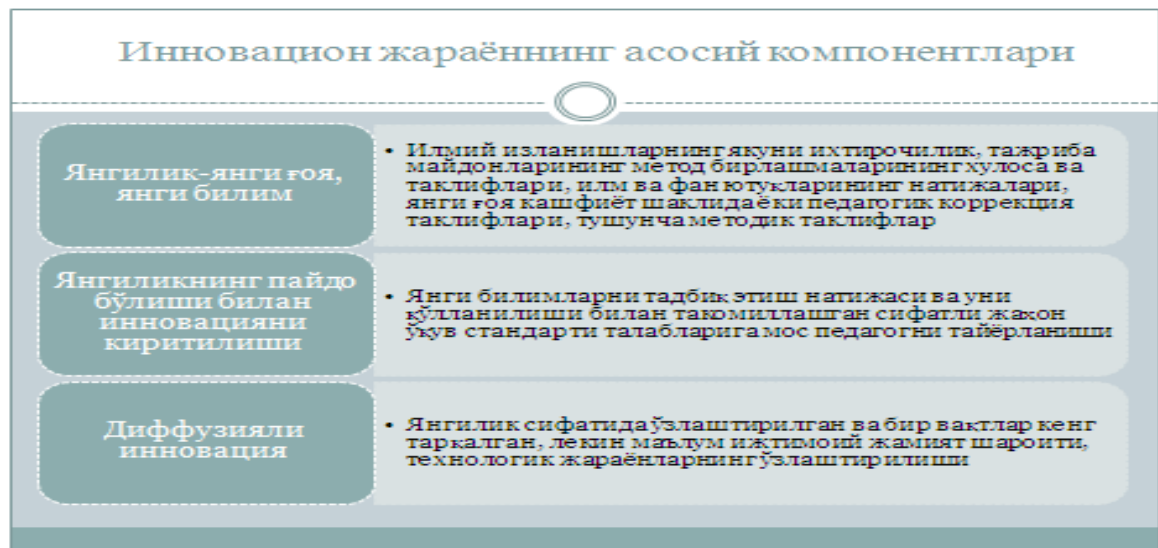 Инновацион жараённинг асосий компонентлари
Янгилик-янги ғоя,
янги билим
• Илмий изланишларнинг якуни ихтирочилик, тажриба
майдонларининг метод бирлашмаларининг хулоса ва
таклифлари, илм ва фан ютуқларининг натижалари,
янги ғоя кашфиёт шаклида ёки педагогик коррекция
таклифлари, тушунча методик таклифлар
Янгиликнинг пайдо
бўлиши билан
инновацияни
киритилиши
• Янги билимларни тадбиқ этиш натижаси ва уни
қўлланилиши билан такомиллашган сифатли жаҳон
ўқув стандарти талабларига мос педагогни тайёрланиши
Диффузияли
инновация
• Янгилик сифатида ўзлаштирилган ва бир вақтлар кенг
тарқалган, лекин маълум ижтимоий жамият шароити,
технологик жараёнларнинг ўзлаштирилиши